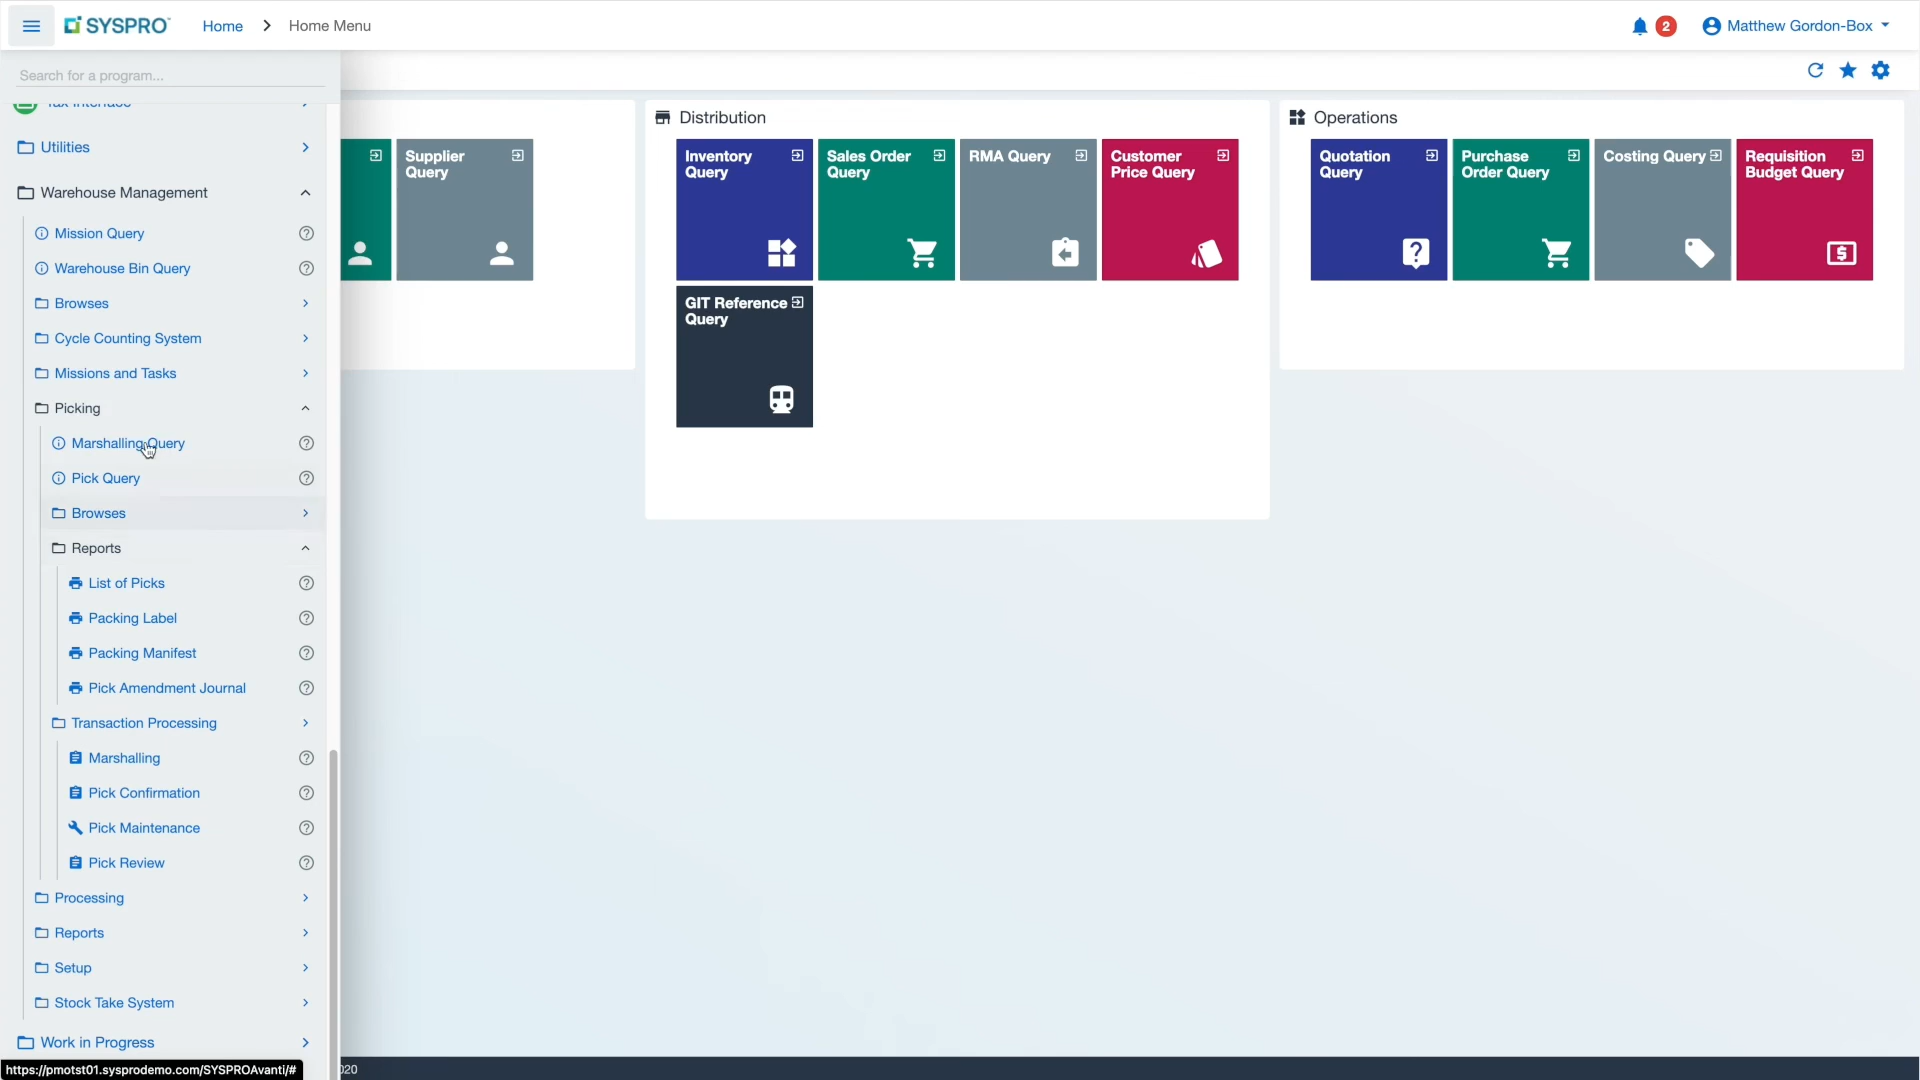 SYSPRO
Home
Home Menu
2
Matthew Gordon-Box
Search for a program...
Tax Interface
Utilities
Warehouse Management
Mission Query
Warehouse Bin Query
Browses
Cycle Counting System
Missions and Tasks
Picking
Marshalling Query
Pick Query
Browses
Reports
List of Picks
Packing Label
Packing Manifest
Pick Amendment Journal
Transaction Processing
Marshalling
Pick Confirmation
Pick Maintenance
Pick Review
Processing
Reports
Setup
Stock Take System
Work in Progress
https://pmotst01.sysprodemo.com/SYSPROAvanti/#
020
Supplier
Query
Distribution
Inventory
Query
Sales Order
Query
RMA Query
Customer
Price Query
GIT Reference
Query
Operations
Quotation
Query
Purchase
Order Query
Costing Query
Requisition
Budget Query